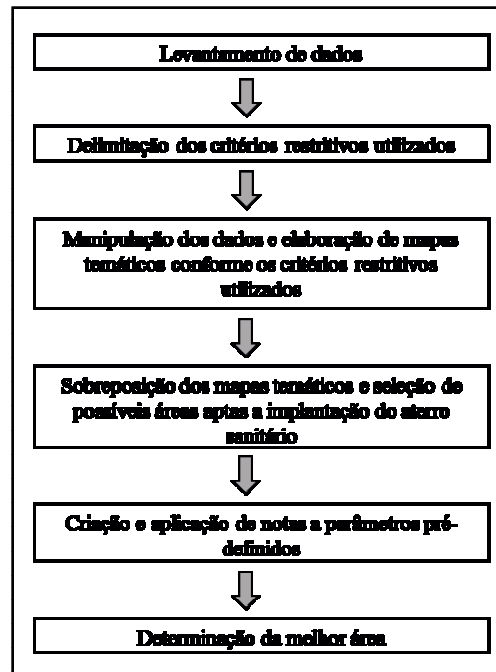 Levantamento de dados
Delimitação dos critérios restritivos utilizados
Manipulação dos dados e elaboração de mapas
temáticos conforme os critérios restritivos
utilizados
Sobreposição dos mapas temáticos e seleção de
possíveis áreas aptas a implantação do aterro
sanitário
Criação e aplicação de notas a parâmetros pré-
definidos
Determinação da melhor área